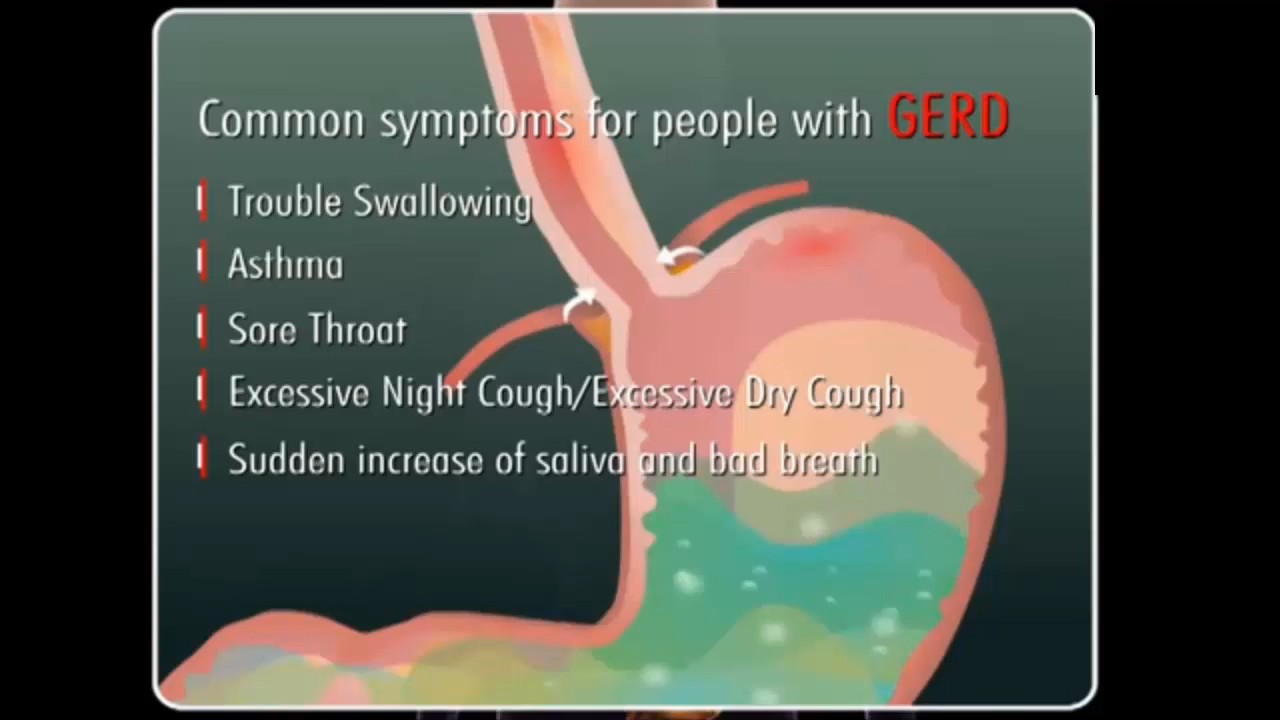 Common symptoms for people with GERD
Trouble Swallowing
Asthma
Sore Throat
Excessive Night Cough/Excessive Dry Cough
Sudden increase of saliva and bad breath